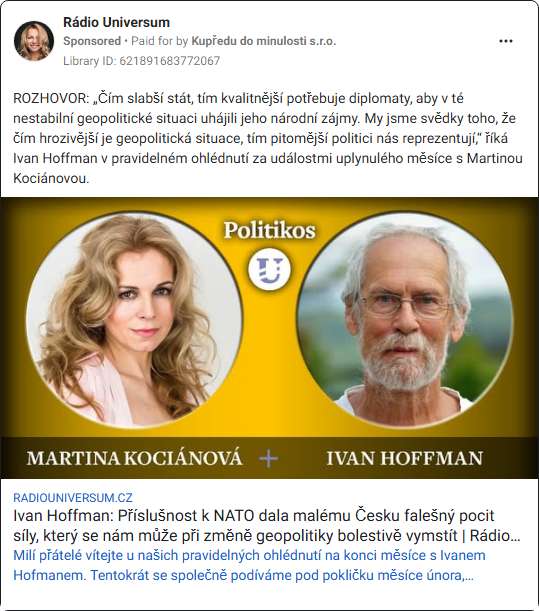 Rádio Universum
Sponsored • Paid for by Kupředu do minulosti s.r.o.
Library ID: 621891683772067
ROZHOVOR: „Čím slabší stát, tím kvalitnější potřebuje diplomaty, aby v té
nestabilní geopolitické situaci uhájili jeho národní zájmy. My jsme svědky toho, že
čím hrozivější je geopolitická situace, tím pitomější politici nás reprezentují,“ říká
Ivan Hoffman v pravidelném ohlédnutí za událostmi uplynulého měsíce s Martinou
Kociánovou.
Politikos
U
MARTINA KOCIÁNOVÁ + IVAN HOFFMAN
RADIOUNIVERSUM.CZ
Ivan Hoffman: Příslušnost k NATO dala malému Česku falešný pocit
síly, který se nám může při změně geopolitiky bolestivě vymstít | Rádio…
Milí přátelé vítejte u našich pravidelných ohlédnutí na konci měsíce s Ivanem
Hofmanem. Tentokrát se společně podíváme pod pokličku měsíce února,…